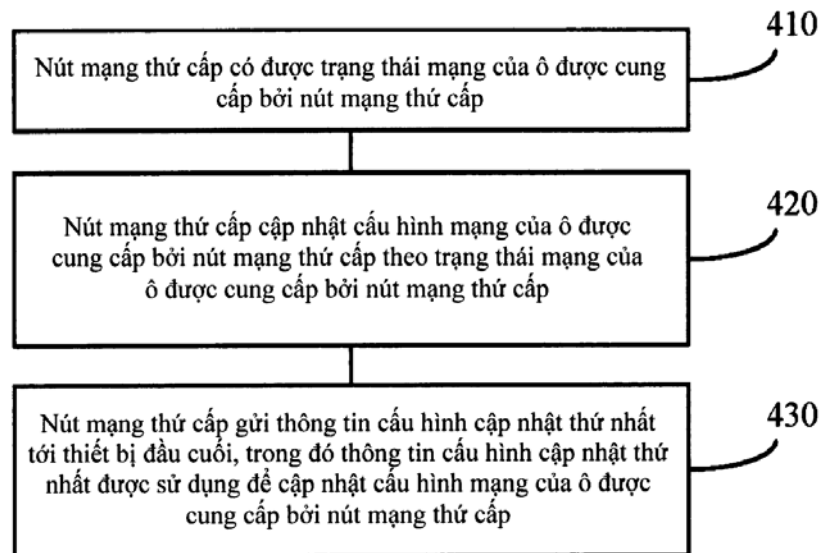 410
Nút mạng thứ cấp có được trạng thái mạng của ô được cung
cấp bởi nút mạng thứ cấp
420
Nút mạng thứ cấp cập nhật cấu hình mạng của ô được
cung cấp bởi nút mạng thứ cấp theo trạng thái mạng của
ô được cung cấp bởi nút mạng thứ cấp
430
Nút mạng thứ cấp gửi thông tin cấu hình cập nhật thứ nhất
tới thiết bị đầu cuối, trong đó thông tin cấu hình cập nhật thứ
nhất được sử dụng để cập nhật cấu hình mạng của ô được
cung cấp bởi nút mạng thứ cấp